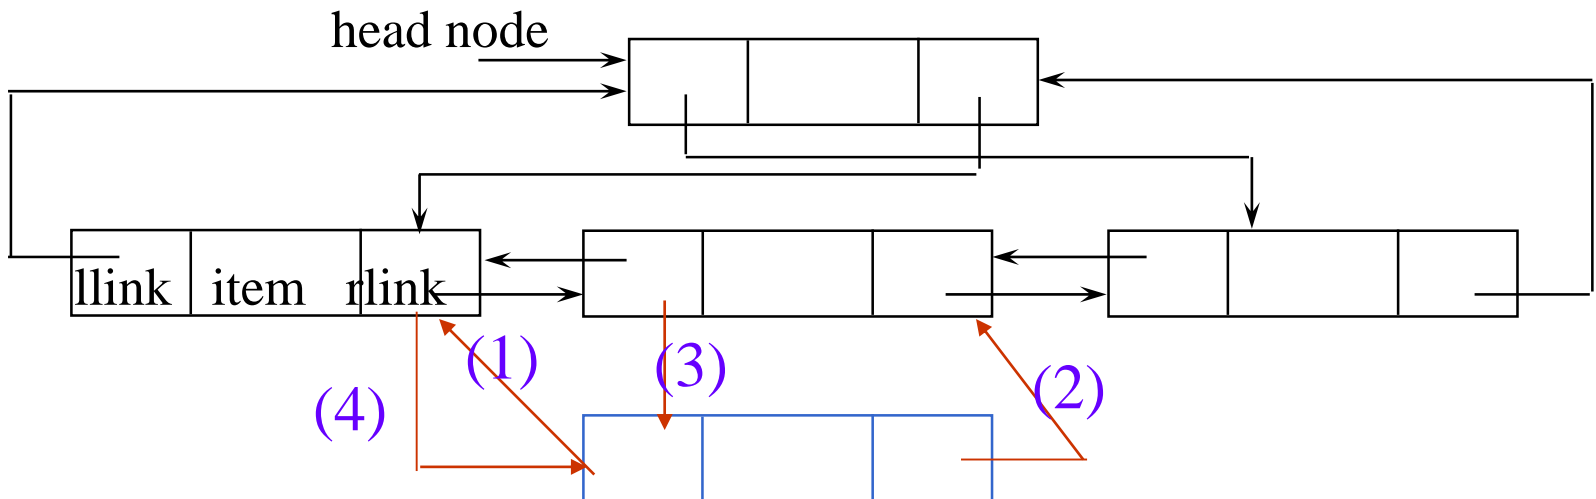 head node
llink item rlink
(1)
(3)
(2)
(4)